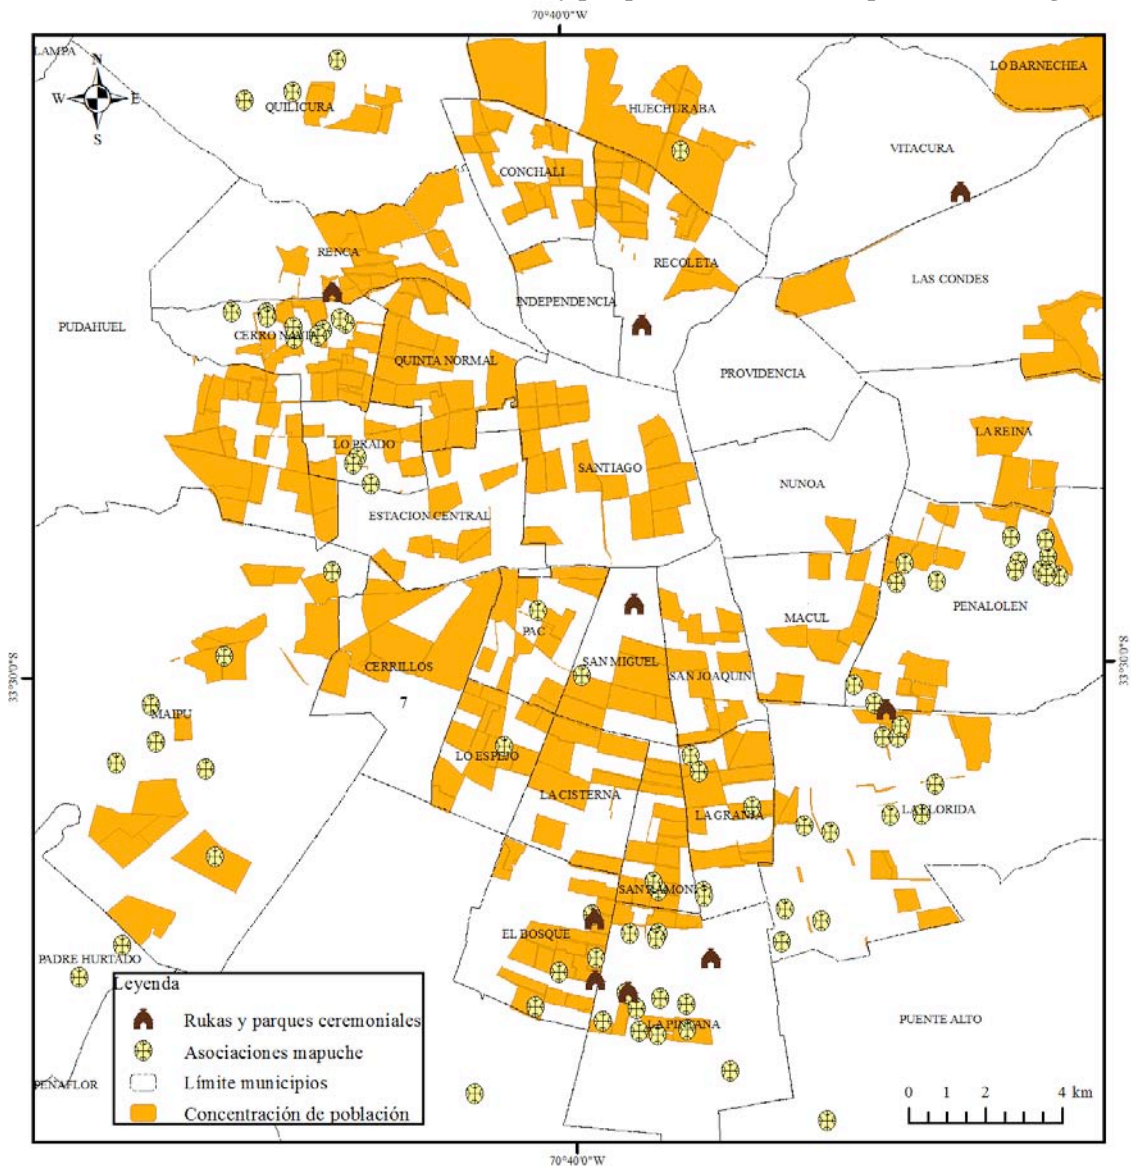 70°40'0"W
LAMPA
N
W E
S
QUILICURA
HUECHURABA
LO BARNECHEA
CONCHALI
VITACURA
RENCA
RECOLETA
LAS CONDES
INDEPENDENCIA
PUDAHUEL
CERRO NAVIA
QUINTA NORMAL
PROVIDENCIA
LO PRADO
LA REINA
SANTIAGO
NUNOA
ESTACION CENTRAL
PENALOLEN
MACUL
PAC
CERRILLOS
SAN MIGUEL
SAN JOAQUIN
33°30'0"S
33°30'0"S
7
MAIPU
LO ESPEJO
LA CISTERNA
LA GRANJA
LA FLORIDA
SAN RAMON
EL BOSQUE
PADRE HURTADO
LA PINTANA
PUENTE ALTO
PEÑAFLOR
Leyenda
Rukas y parques ceremoniales
Asociaciones mapuche
Límite municipios
Concentración de población
0 1 2 4 km
70°40'0"W